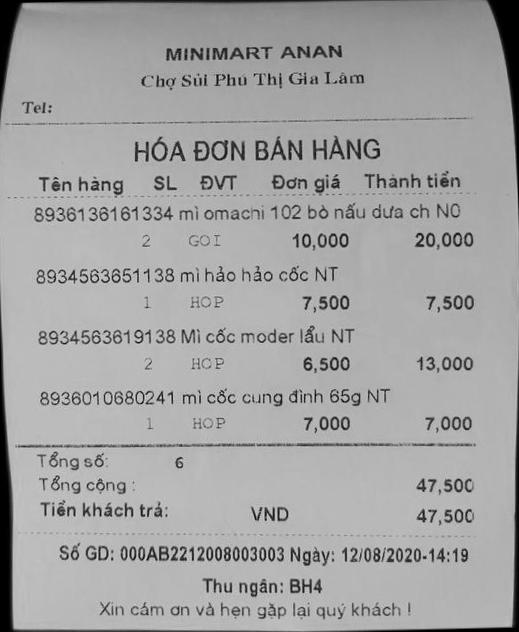 MINIMART ANAN
Chợ Sủi Phú Thị Gia Lâm
Tel:
HÓA ĐƠN BÁN HÀNG
Tên hàng SL ĐVT Đơn giá Thành tiền
8936136161334 mì omachi 102 bò nấu dưa ch N0
2 GOI 10,000 20,000
8934563651138 mì hảo hảo cốc NT
1 HOP 7,500 7,500
8934563619138 Mì cốc moder lẩu NT
2 HOP 6,500 13,000
8936010680241 mì cốc cung đình 65g NT
1 HOP 7,000 7,000
Tổng số: 6
Tổng cộng : 47,500
Tiền khách trả: VND 47,500
Số GD: 000AB2212008003003 Ngày: 12/08/2020-14:19
Thu ngân: BH4
Xin cám ơn và hẹn gặp lại quý khách !